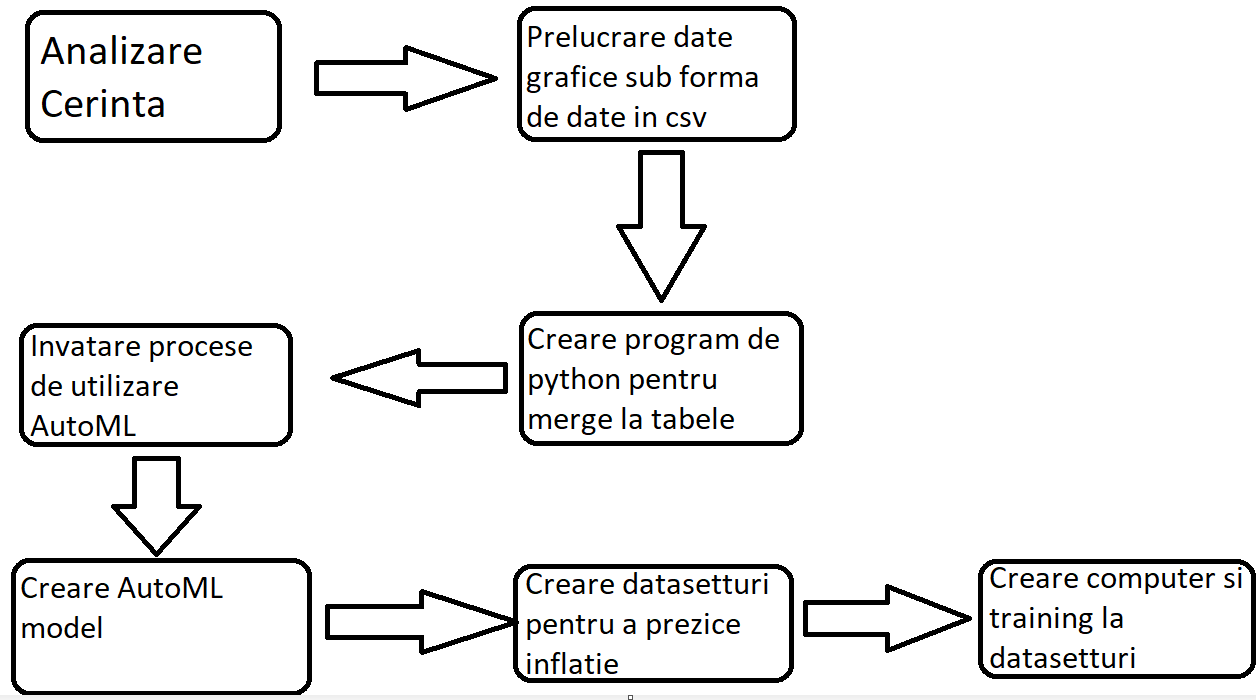 Analizare
Cerinta
Prelucrare date
grafice sub forma
de date in csv
Creare program de
python pentru
merge la tabele
Invatare procese
de utilizare
AutoML
Creare AutoML
model
Creare datasetturi
pentru a prezice
inflatie
Creare computer si
training la
datasetturi